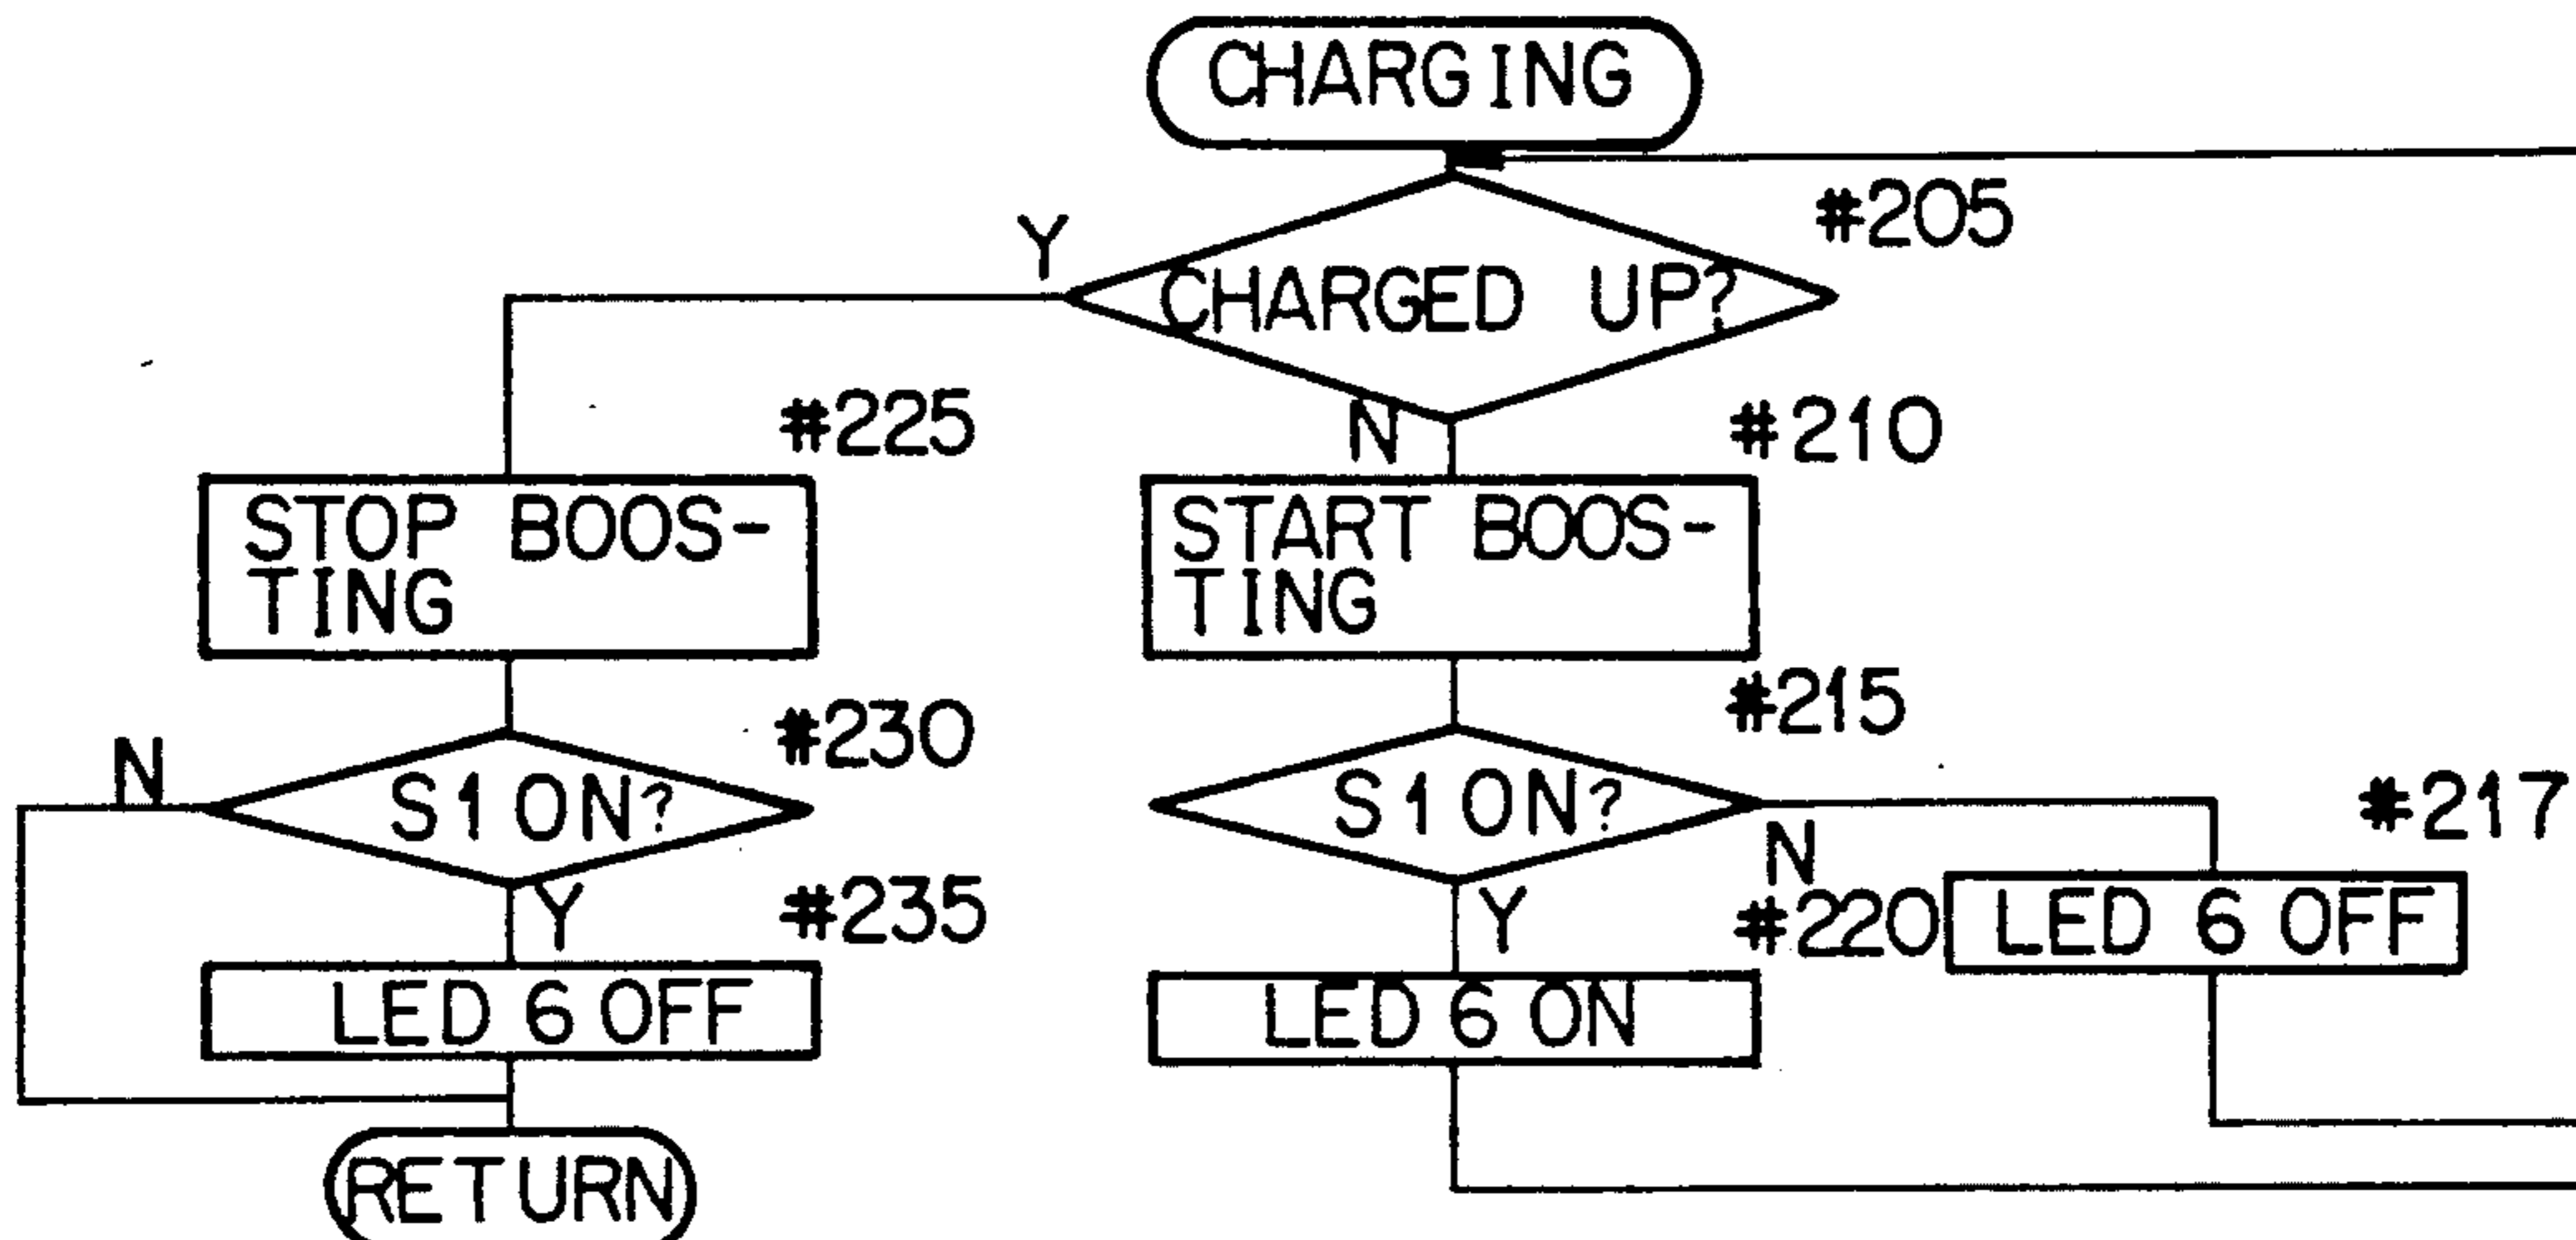 CHARGING
#205
Y
CHARGED UP?
#225
N
#210
STOP BOOS-
TING
START BOOS-
TING
#230
#215
N
S1 ON?
S1 ON?
#217
N
Y
#235
Y
#220
LED 6 OFF
LED 6 OFF
LED 6 ON
RETURN